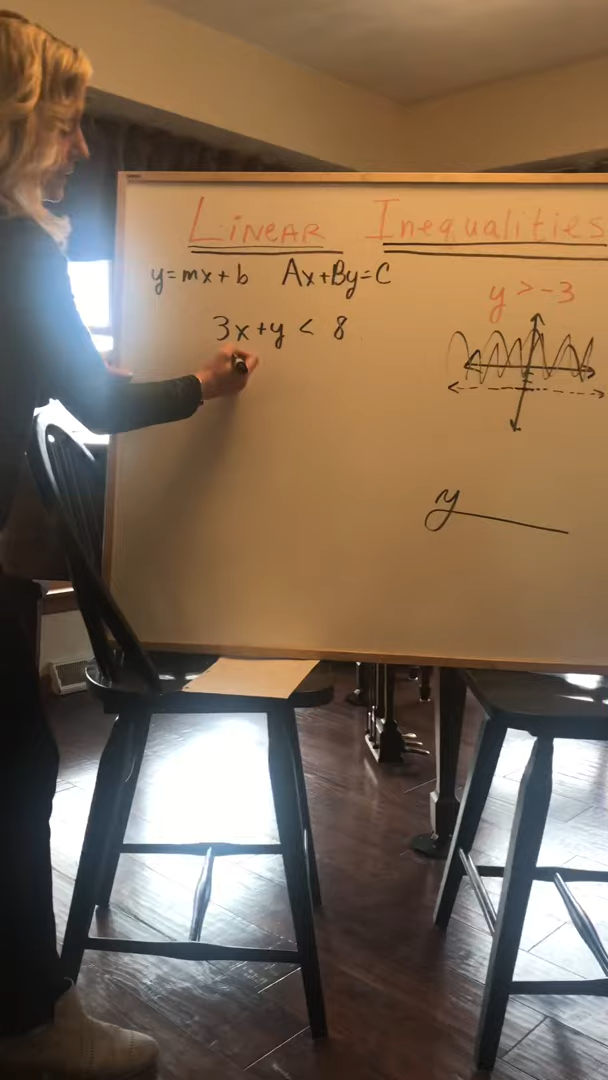 Linear Inequalities
y=mx+b Ax+By=C
y>-3
3x+y < 8
y